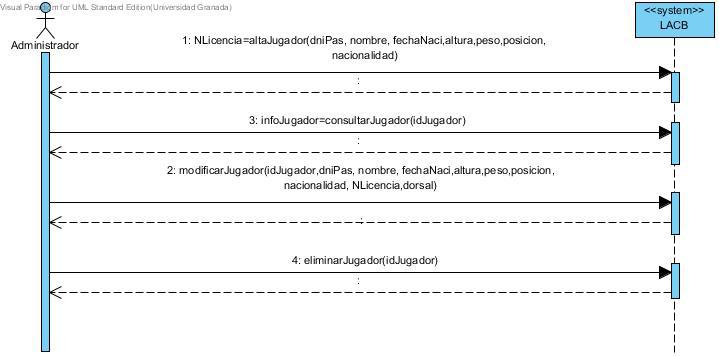 Visual Paradigm for UML Standard Edition(Universidad Granada)
<<system>>
LACB
Administrador
1: NLicencia=altaJugador(dniPas, nombre, fechaNaci,altura,peso,posicion,
nacionalidad)
:
3: infoJugador=consultarJugador(idJugador)
:
2: modificarJugador(idJugador,dniPas, nombre, fechaNaci,altura,peso,posicion,
nacionalidad, NLicencia,dorsal)
:
4: eliminarJugador(idJugador)
: